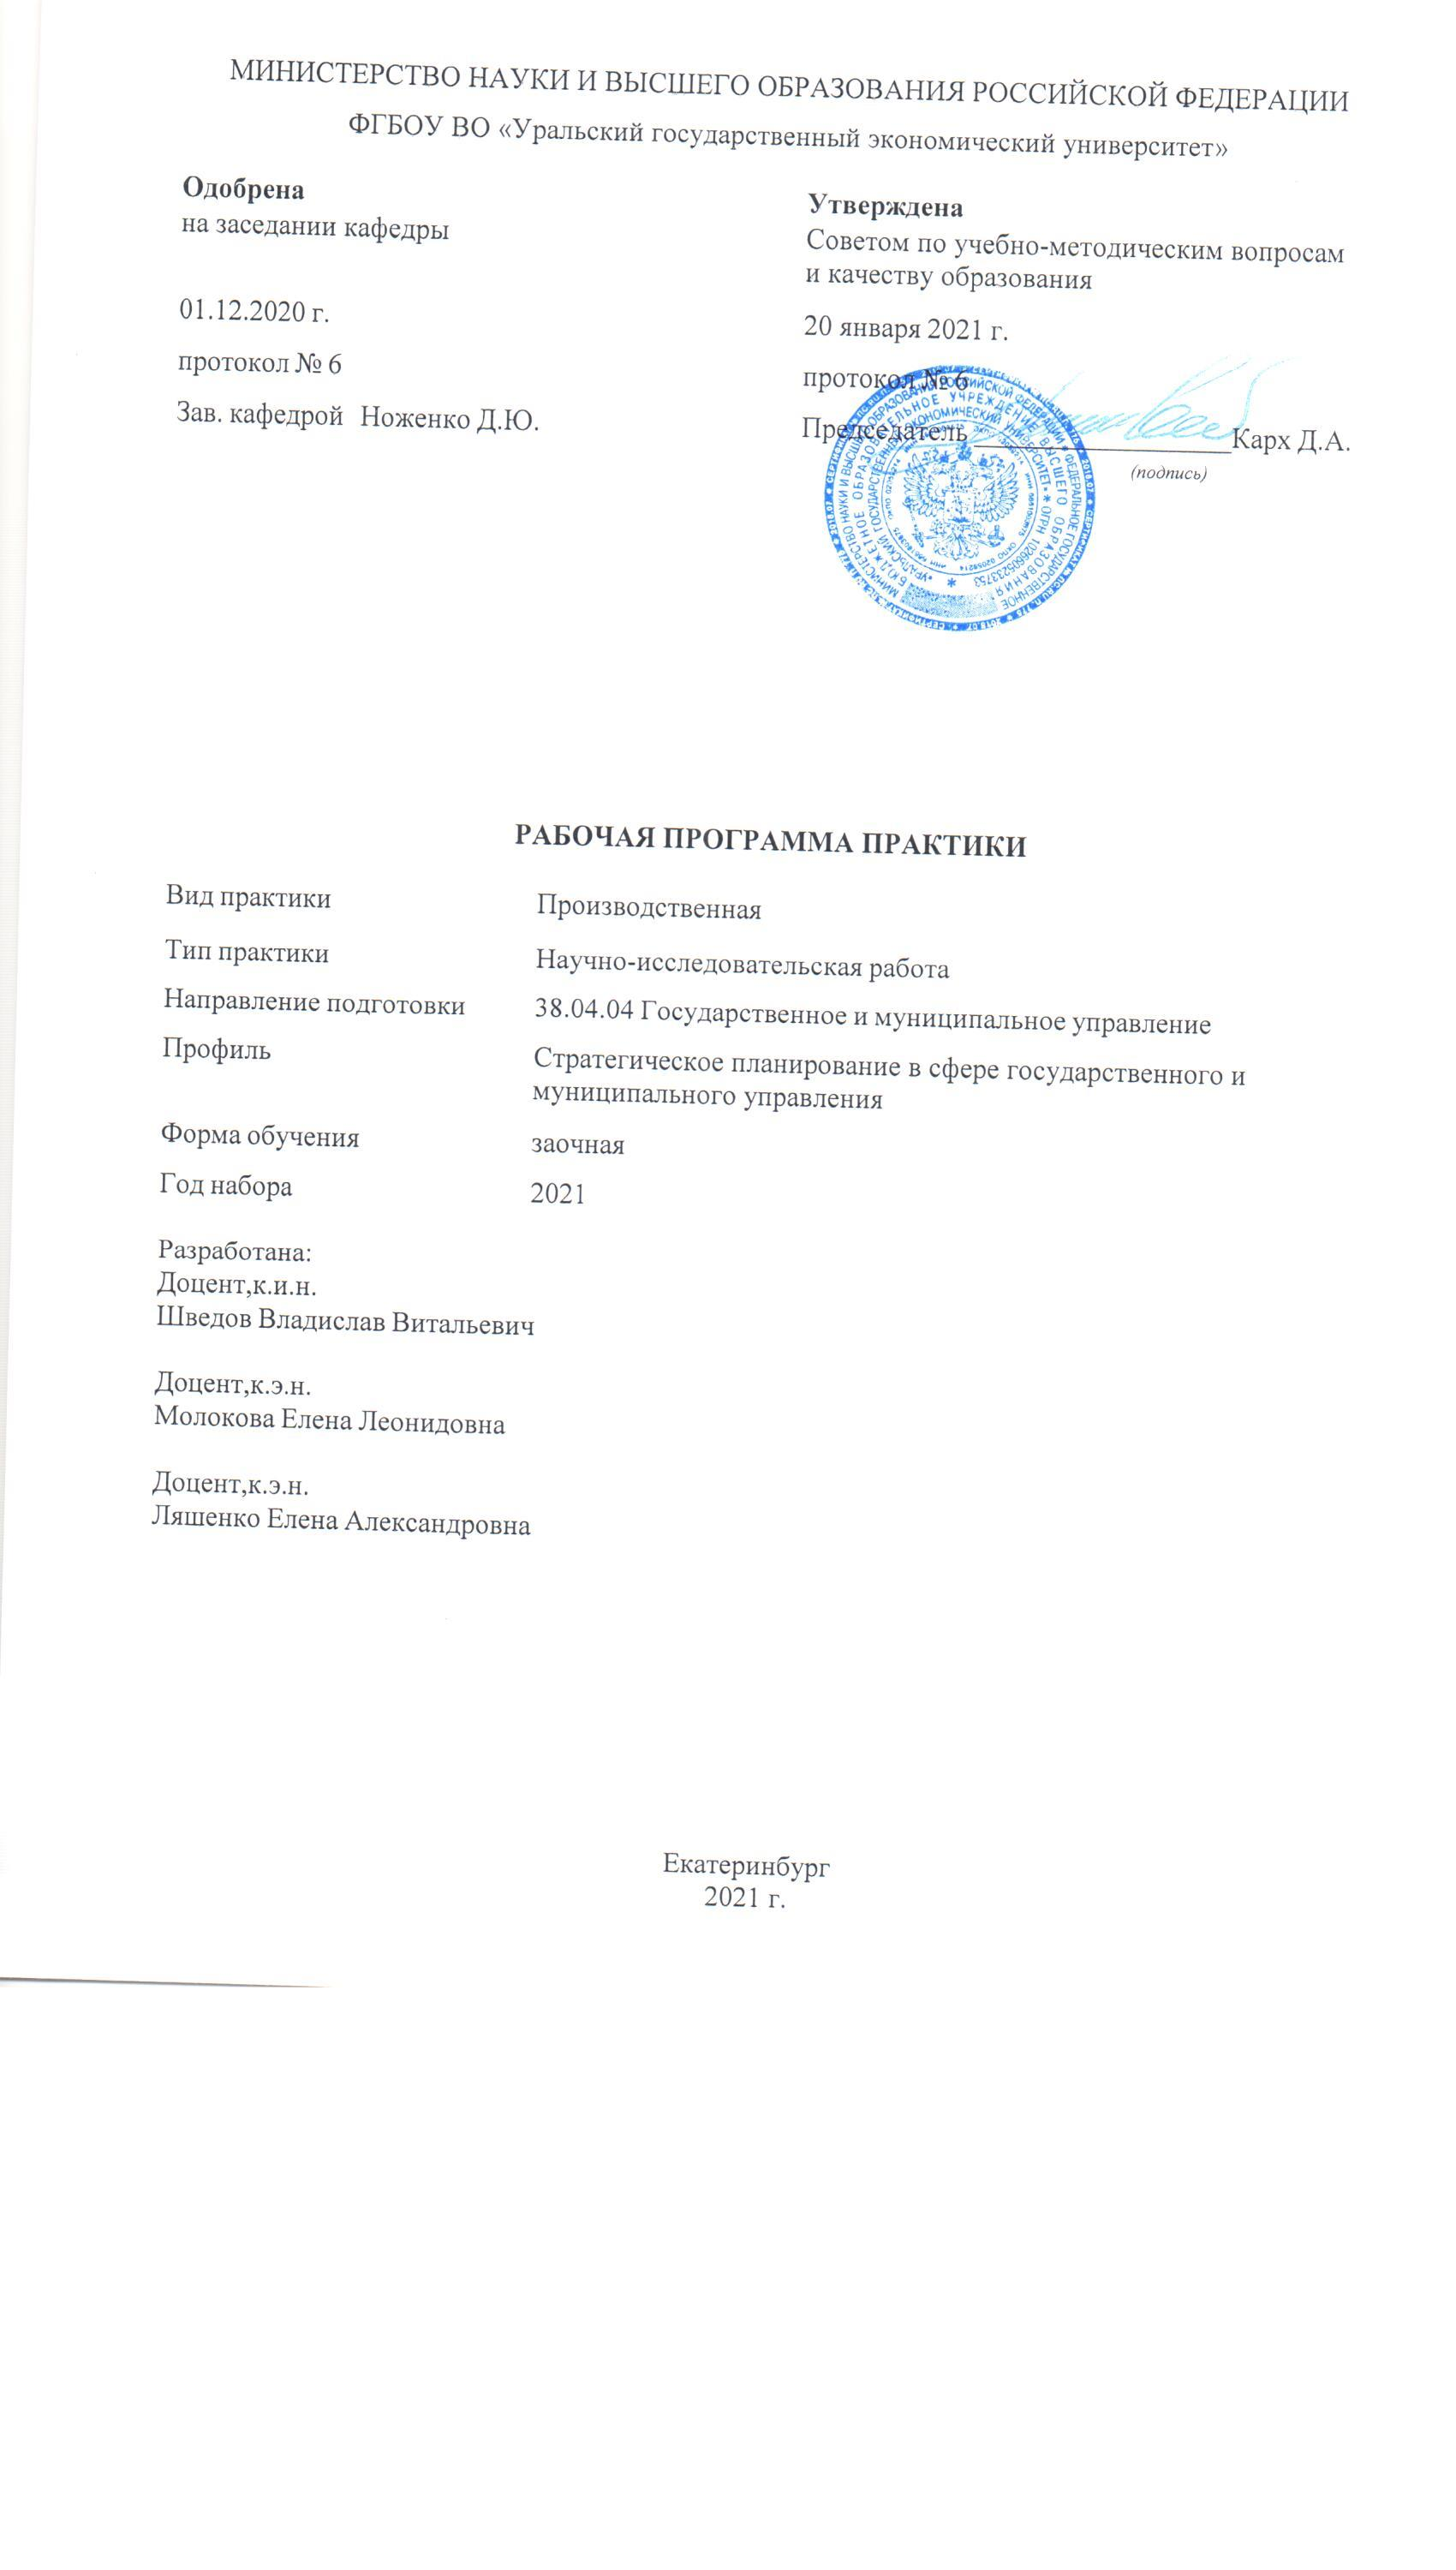 МИНИСТЕРСТВО НАУКИ И ВЫСШЕГО ОБРАЗОВАНИЯ РОССИЙСКОЙ ФЕДЕРАЦИИ
ФГБОУ ВО «Уральский государственный экономический университет»
Одобрена
на заседании кафедры
01.12.2020 г.
протокол № 6
Зав. кафедрой Ноженко Д.Ю.
Утверждена
Советом по учебно-методическим вопросам
и качеству образования
20 января 2021 г.
протокол № 6
Председатель __________________Карх Д.А.
(подпись)
РАБОЧАЯ ПРОГРАММА ПРАКТИКИ
Вид практики Производственная
Тип практики Научно-исследовательская работа
Направление подготовки 38.04.04 Государственное и муниципальное управление
Профиль Стратегическое планирование в сфере государственного и
муниципального управления
Форма обучения заочная
Год набора 2021
Разработана:
Доцент,к.и.н.
Шведов Владислав Витальевич
Доцент,к.э.н.
Молокова Елена Леонидовна
Доцент,к.э.н.
Ляшенко Елена Александровна
Екатеринбург
2021 г.